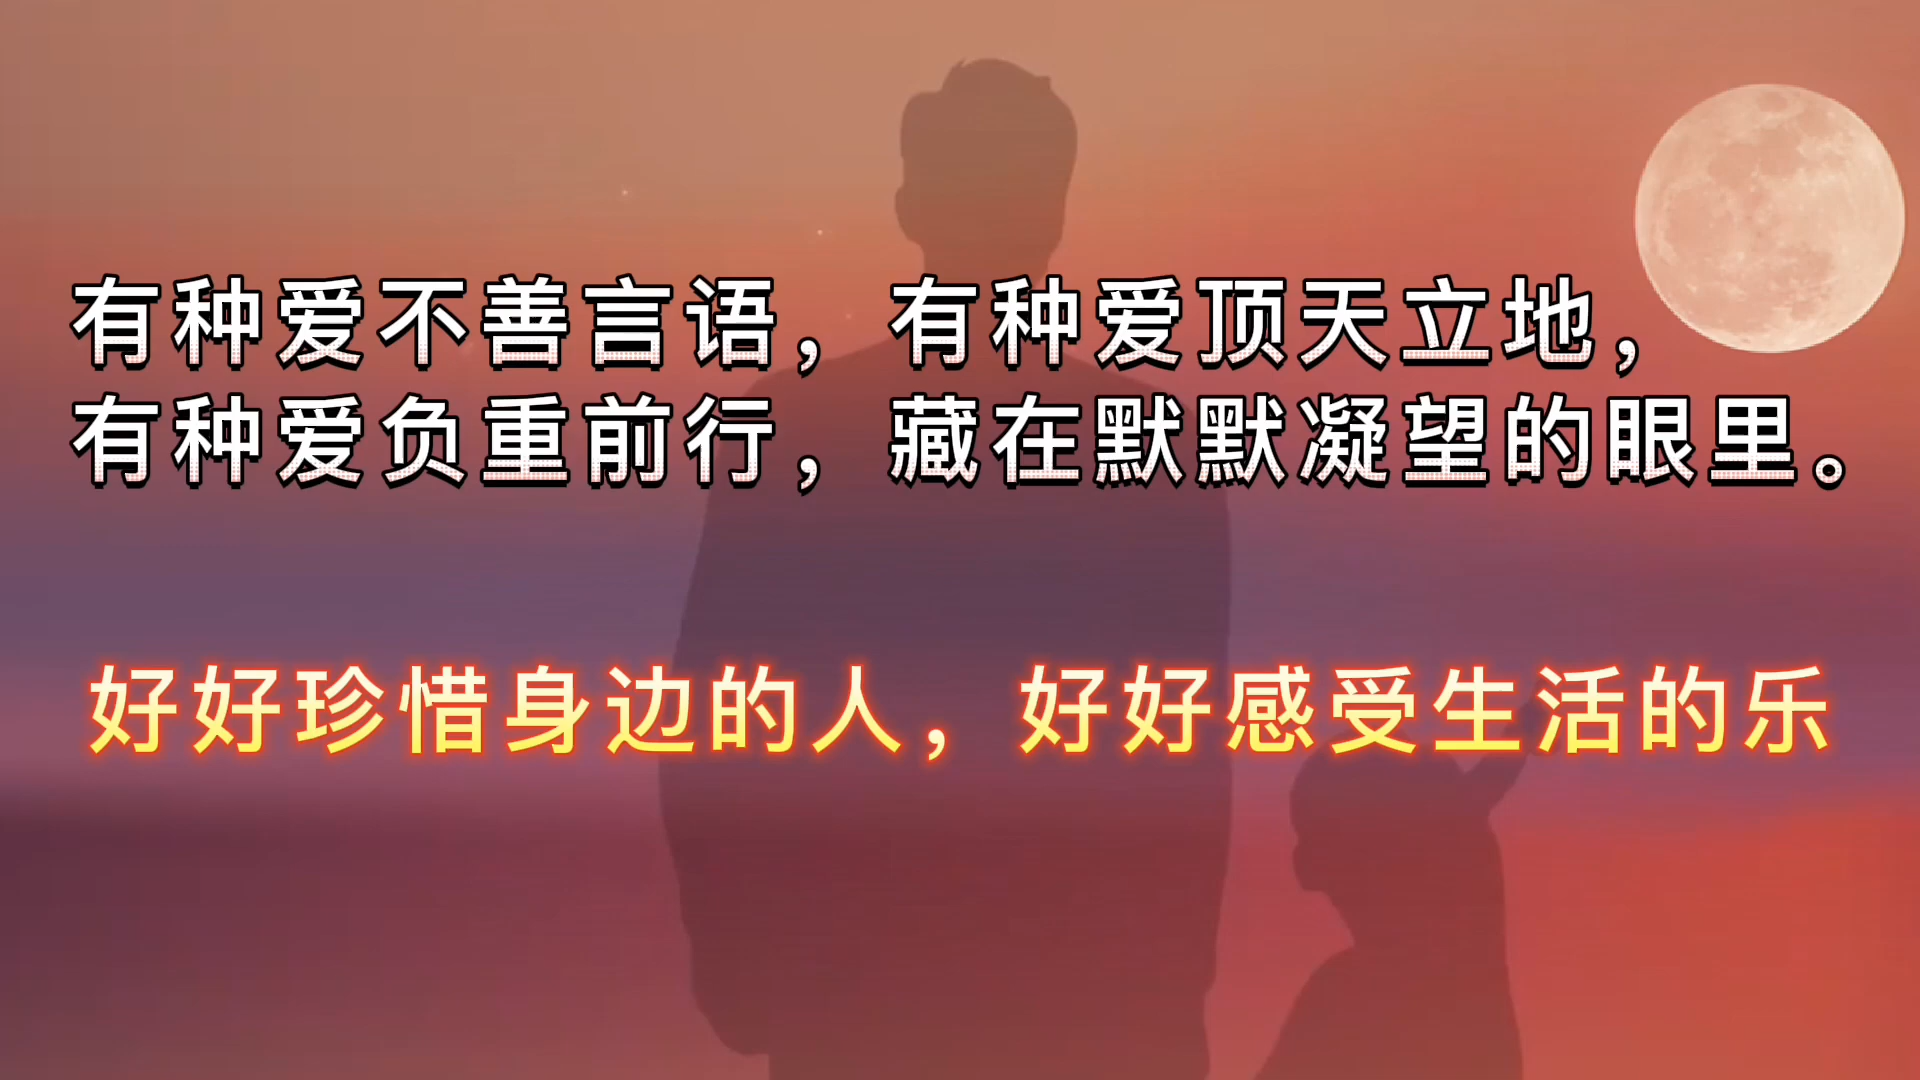 有种爱不善言语，有种爱顶天立地，
有种爱负重前行，藏在默默凝望的眼里。
好好珍惜身边的人，好好感受生活的乐